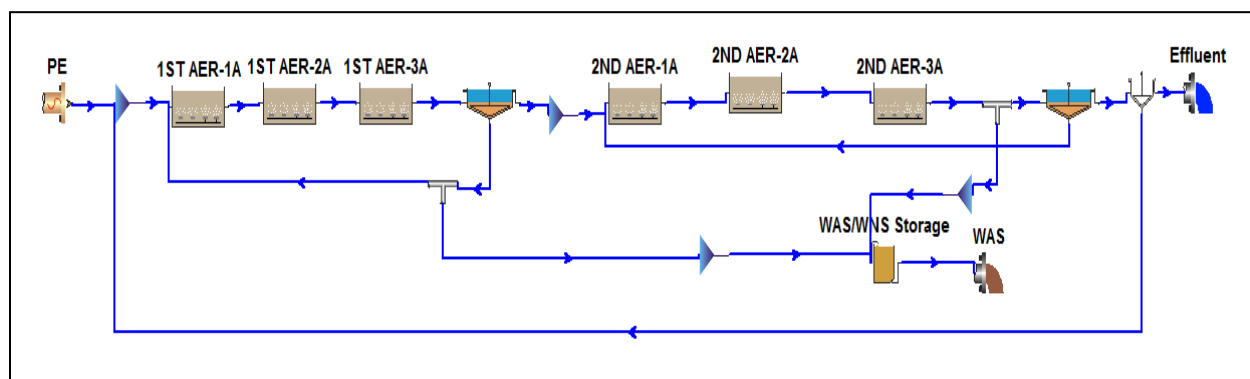 PE
1ST AER-1A
1ST AER-2A
1ST AER-3A
2ND AER-1A
2ND AER-2A
2ND AER-3A
Effluent
WAS/WNS Storage
WAS